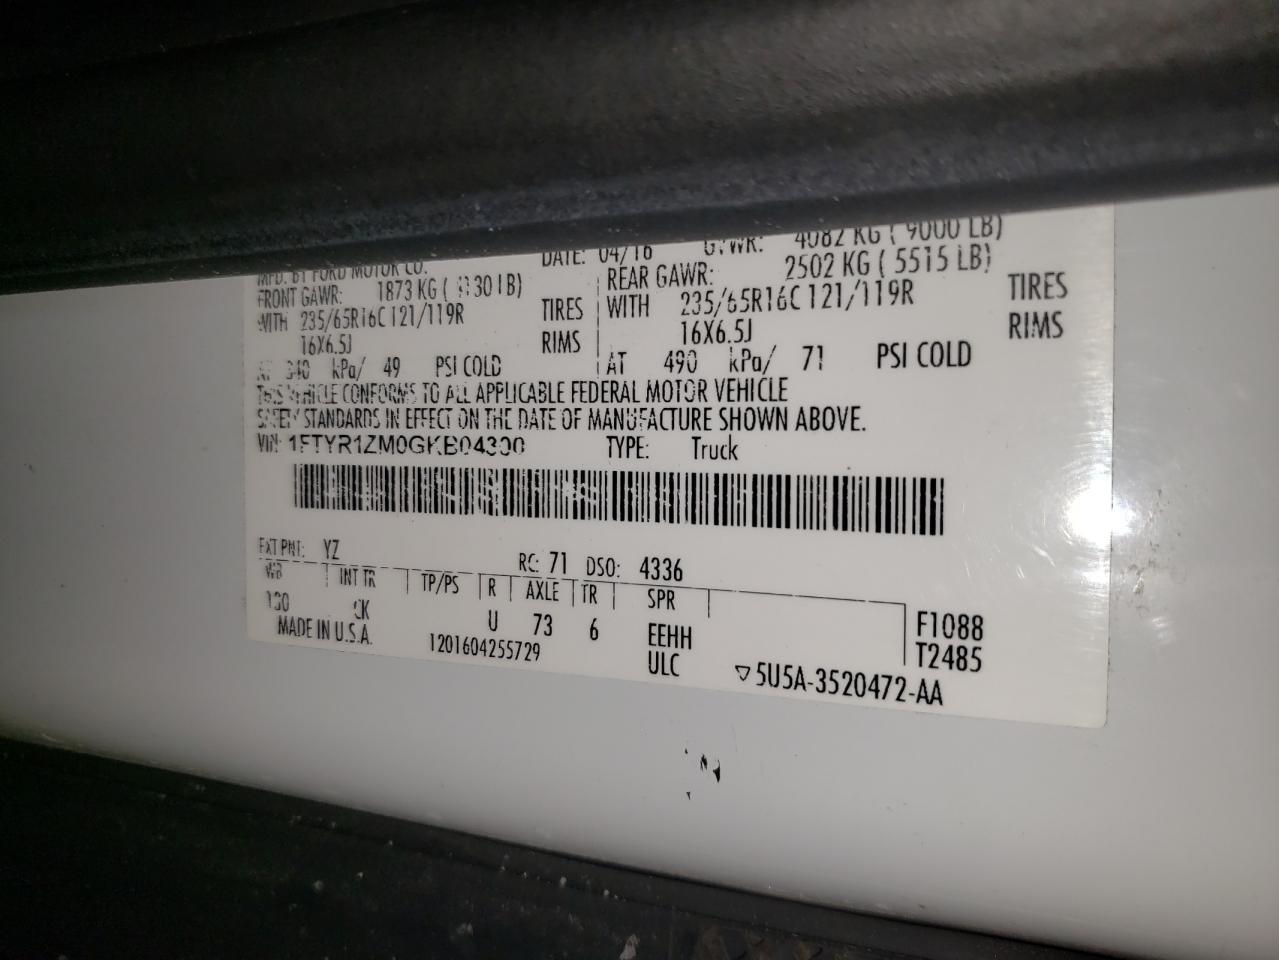 MFD. BY FORD MOTOR CO. DATE: 04/16 GVWR: 4082 KG ( 9000 LB)
FRONT GAWR: 1873 KG ( LB) REAR GAWR: 2502 KG ( 5515 LB)
WITH 235/65R16C 121/119R TIRES WITH 235/65R16C 121/119R TIRES
16X6.5J RIMS 16X6.5J RIMS
AT 340 kPa/ 49 PSI COLD AT 490 kPa/ 71 PSI COLD
THIS VEHICLE CONFORMS TO ALL APPLICABLE FEDERAL MOTOR VEHICLE
SAFETY STANDARDS IN EFFECT ON THE DATE OF MANUFACTURE SHOWN ABOVE.
VIN: TYPE: Truck
EXT PNT: YZ RC: 71 DSO: 4336
WB INT TR TP/PS R AXLE TR SPR
130 CK U 73 6 EEHH
F1088
MADE IN U.S.A. 1201604255729 ULC
T2485
▽5U5A-3520472-AA